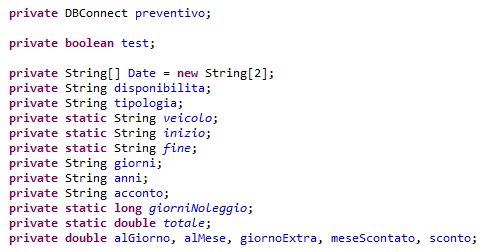 private DBConnect preventivo;
private boolean test;
private String[] Date = new String[2];
private String disponibilita;
private String tipologia;
private static String veicolo;
private static String inizio;
private static String fine;
private String giorni;
private String anni;
private String acconto;
private static long giorniNoleggio;
private static double totale;
private double alGiorno, alMese, giornoExtra, meseScontato, sconto;